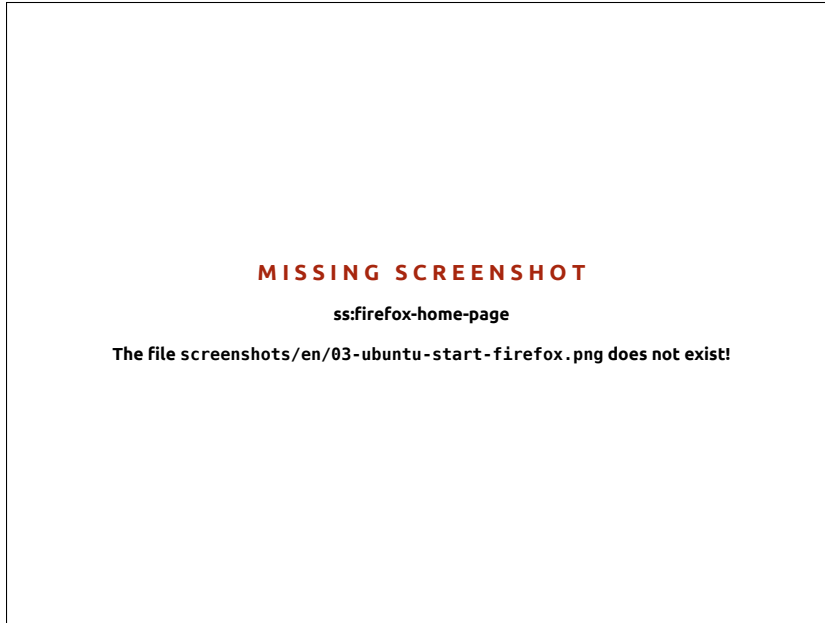 MISSING SCREENSHOT
ss:firefox-home-page
The file screenshots/en/03-ubuntu-start-firefox.png does not exist!